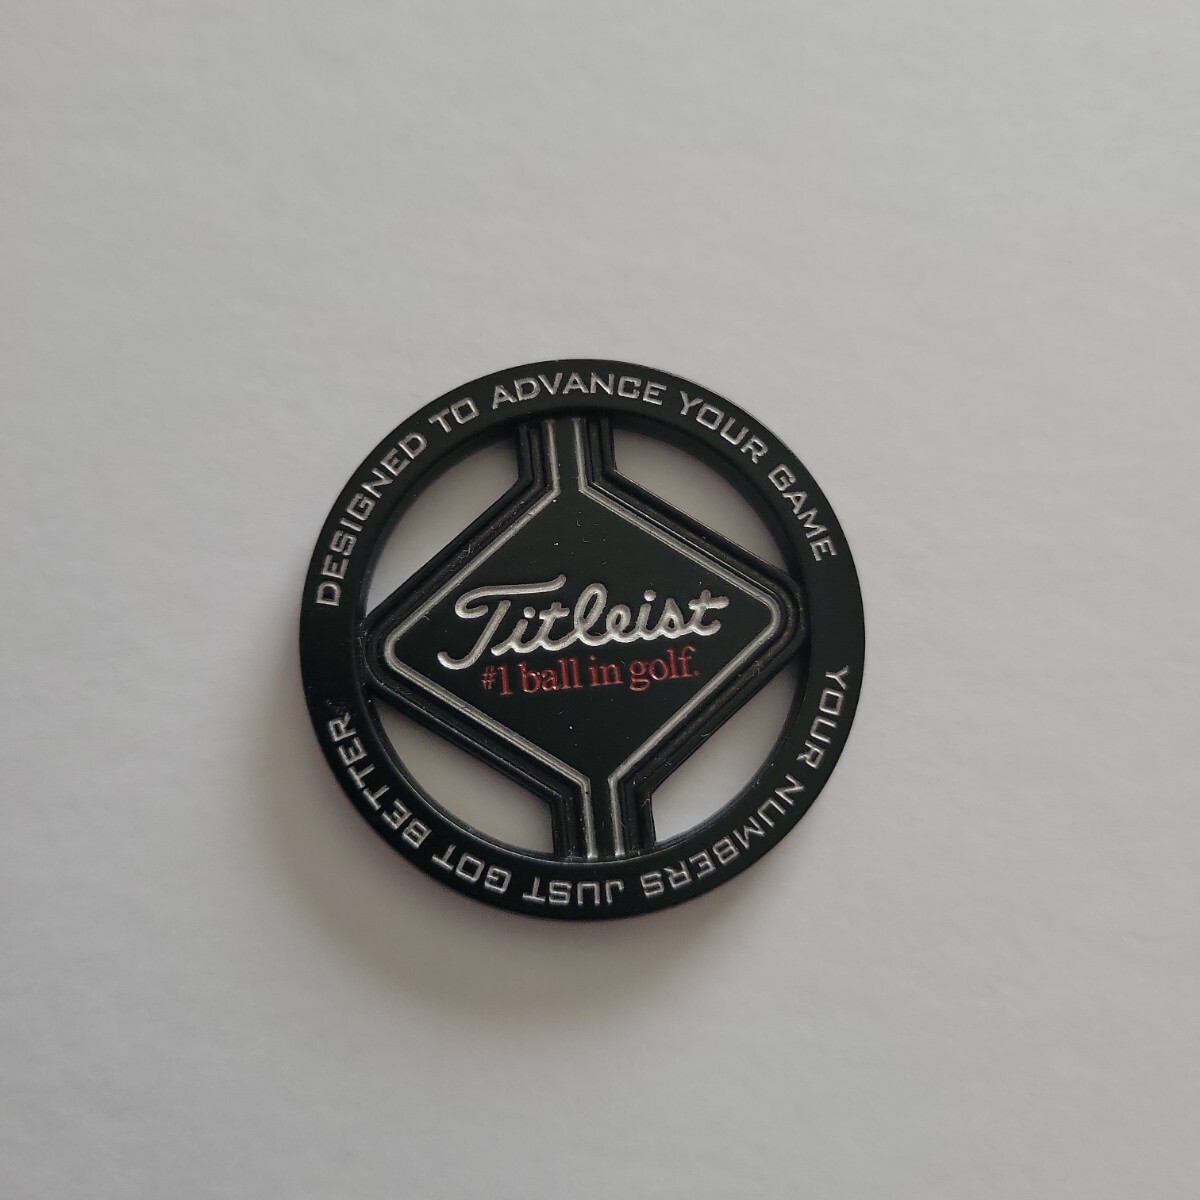 DESIGNED TO ADVANCE YOUR GAME
Titleist
#1 ball in golf.
YOUR NUMBERS JUST GOT BETTER